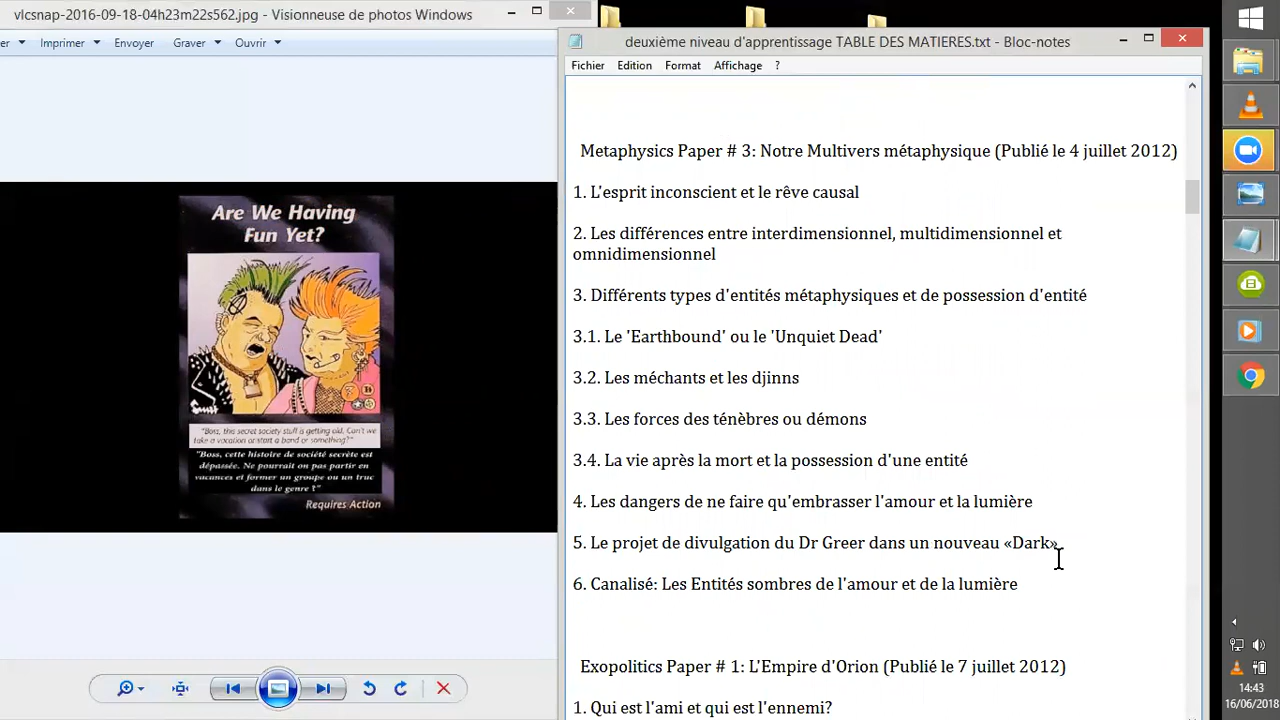 vlcsnap_2016-09-18-04h23m22s562.jpg - Visionneuse de photos Windows
Imprimer
Envoyer
Graver
Ouvrir
Are We Having
Fun Yet?
"Boss, this secret society stuff is getting old. Can't we
take a vacation or start a band or something?"
"Boss, cette histoire de société secrète est
dépassée. Ne pourrait on pas partir en
vacances et former un groupe ou un truc
dans le genre ?"
Requires Action
deuxième niveau d'apprentissage TABLE DES MATIERES.txt - Bloc-notes
Fichier Edition Format Affichage ?
Metaphysics Paper # 3: Notre Multivers métaphysique (Publié le 4 juillet 2012)
1. L'esprit inconscient et le rêve causal
2. Les différences entre interdimensionnel, multidimensionnel et
omnidimensionnel
3. Différents types d'entités métaphysiques et de possession d'entité
3.1. Le 'Earthbound' ou le 'Unquiet Dead'
3.2. Les méchants et les djinns
3.3. Les forces des ténèbres ou démons
3.4. La vie après la mort et la possession d'une entité
4. Les dangers de ne faire qu'embrasser l'amour et la lumière
5. Le projet de divulgation du Dr Greer dans un nouveau «Dark»
6. Canalisé: Les Entités sombres de l'amour et de la lumière
Exopolitics Paper # 1: L'Empire d'Orion (Publié le 7 juillet 2012)
1. Qui est l'ami et qui est l'ennemi?
14:43
16/06/2018